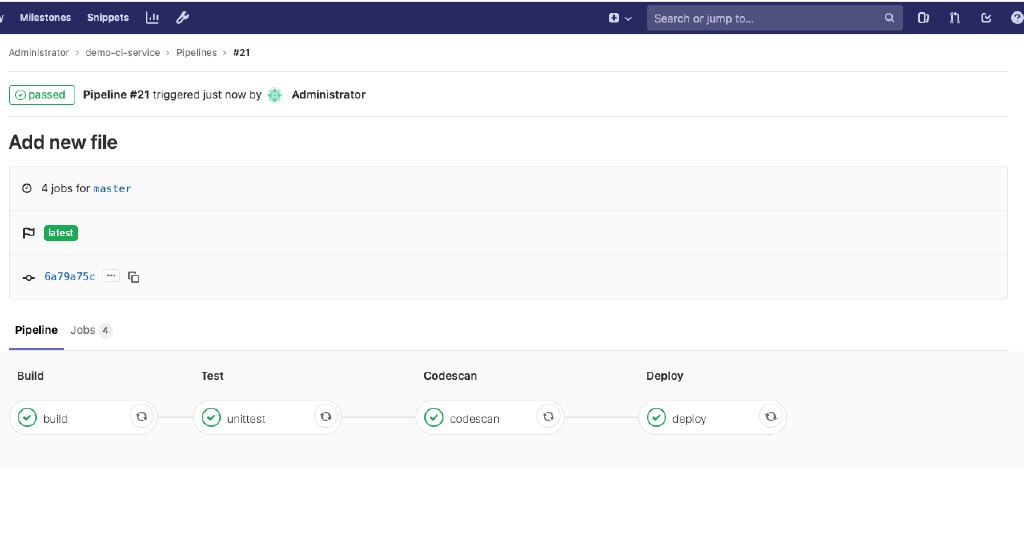 Milestones Snippets Search or jump to...
Administrator > demo-ci-service > Pipelines > #21
passed Pipeline #21 triggered just now by Administrator
Add new file
4 jobs for master
latest
6a79a75c ...
Pipeline Jobs 4
Build Test Codescan Deploy
build unittest codescan deploy